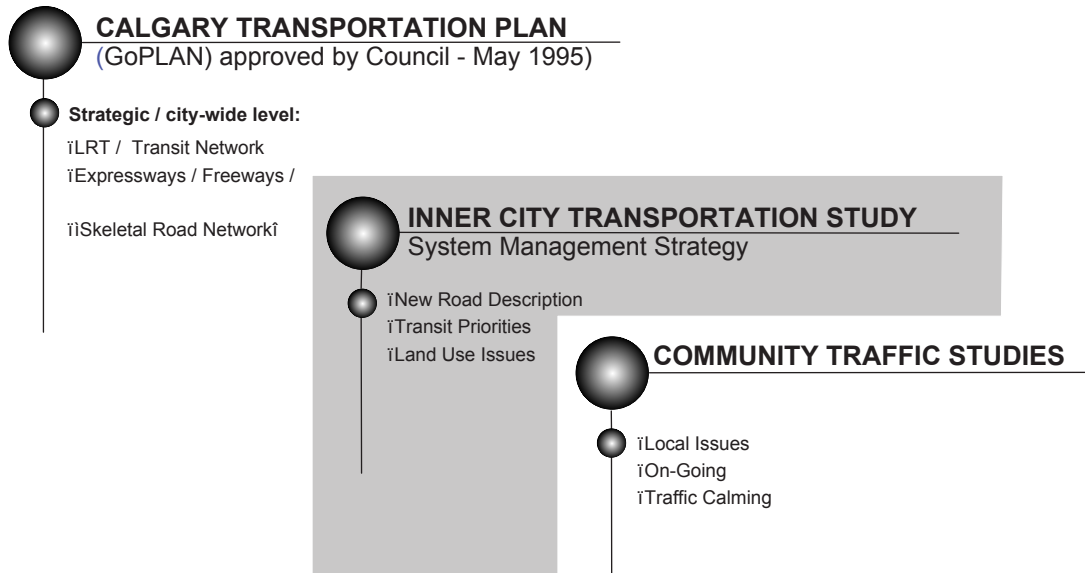 CALGARY TRANSPORTATION PLAN
(GoPLAN) approved by Council - May 1995)
Strategic / city-wide level:
ïLRT / Transit Network
ïExpressways / Freeways /
ïìSkeletal Road Networkî
INNER CITY TRANSPORTATION STUDY
System Management Strategy
ïNew Road Description
ïTransit Priorities
ïLand Use Issues
COMMUNITY TRAFFIC STUDIES
ïLocal Issues
ïOn-Going
ïTraffic Calming